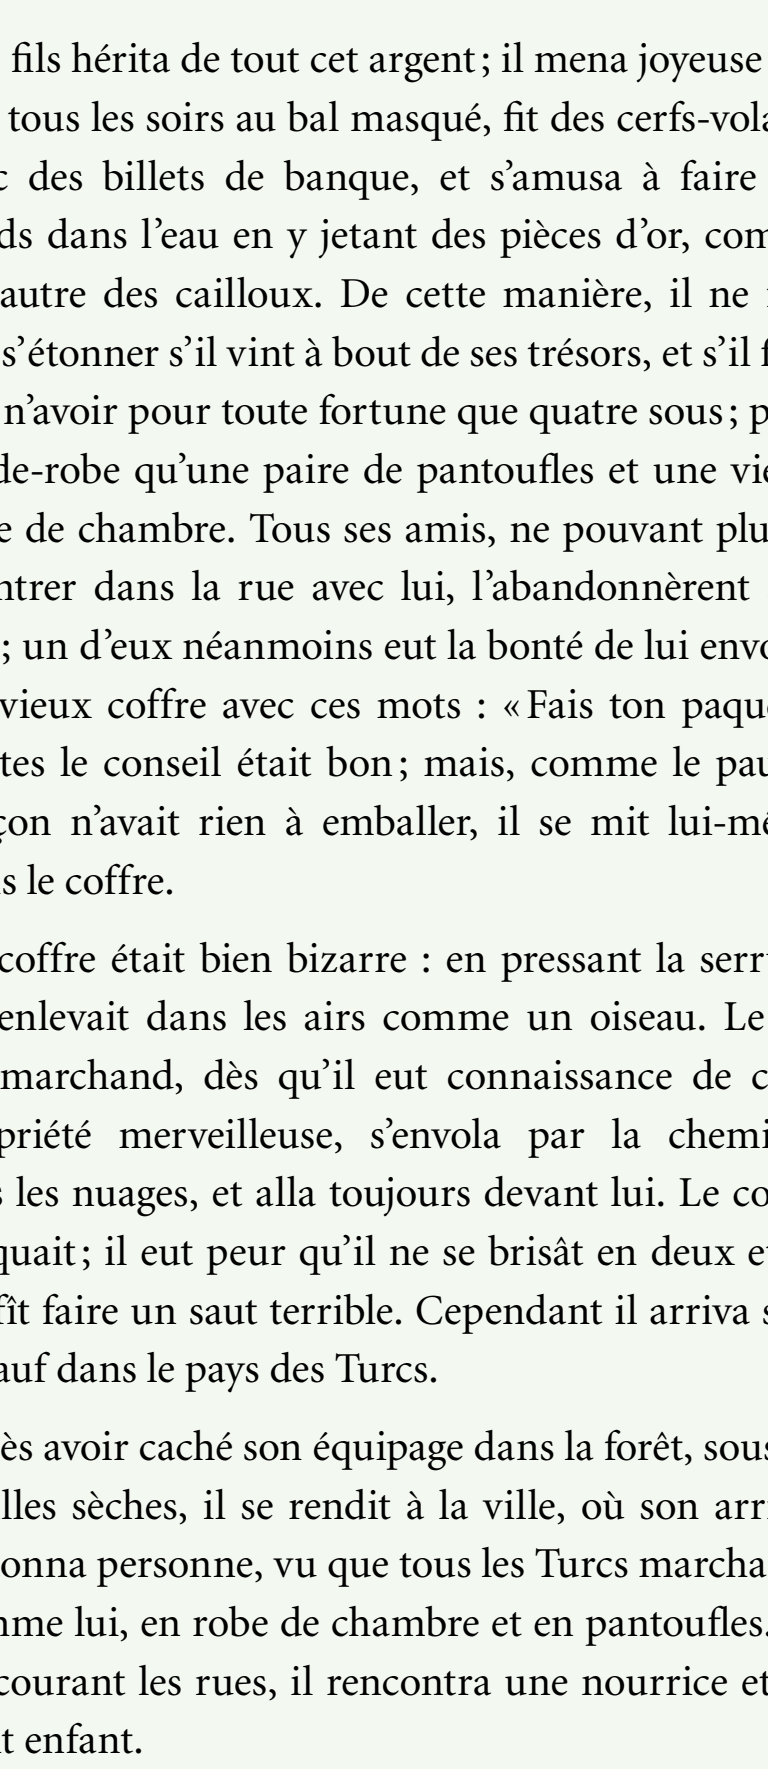 fils hérita de tout cet argent ; il mena joyeuse
tous les soirs au bal masqué, fit des cerfs-vola
c des billets de banque, et s’amusa à faire
ds dans l’eau en y jetant des pièces d’or, com
autre des cailloux. De cette manière, il ne
s’étonner s’il vint à bout de ses trésors, et s’il f
n’avoir pour toute fortune que quatre sous ; p
de-robe qu’une paire de pantoufles et une vie
e de chambre. Tous ses amis, ne pouvant plu
ntrer dans la rue avec lui, l’abandonnèrent
; un d’eux néanmoins eut la bonté de lui envo
vieux coffre avec ces mots : « Fais ton paqu
tes le conseil était bon ; mais, comme le pau
çon n’avait rien à emballer, il se mit lui-mê
s le coffre.
coffre était bien bizarre : en pressant la serr
enlevait dans les airs comme un oiseau. Le
marchand, dès qu’il eut connaissance de c
priété merveilleuse, s’envola par la chemi
s les nuages, et alla toujours devant lui. Le co
quait ; il eut peur qu’il ne se brisât en deux e
fît faire un saut terrible. Cependant il arriva s
auf dans le pays des Turcs.
ès avoir caché son équipage dans la forêt, sous
lles sèches, il se rendit à la ville, où son arr
onna personne, vu que tous les Turcs marcha
mme lui, en robe de chambre et en pantoufles.
courant les rues, il rencontra une nourrice et
t enfant.